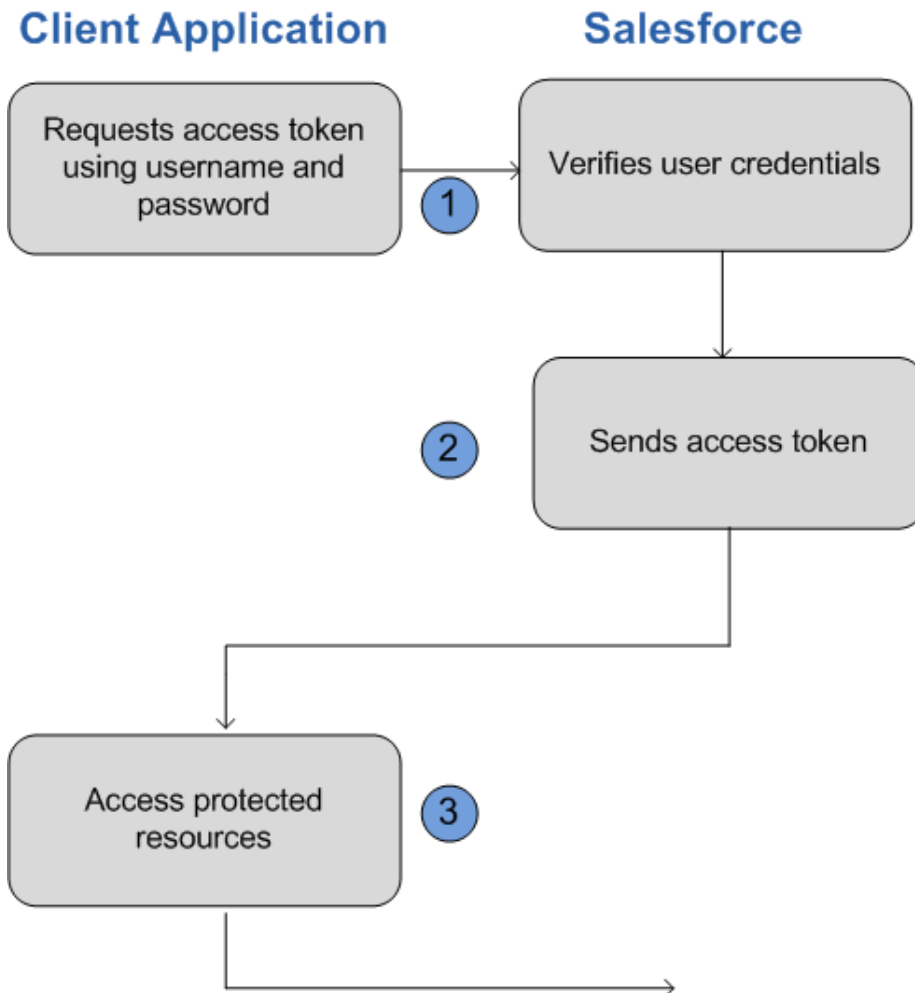 Client Application
Salesforce
Requests access token
using username and
password
Verifies user credentials
1
Sends access token
2
Access protected
resources
3